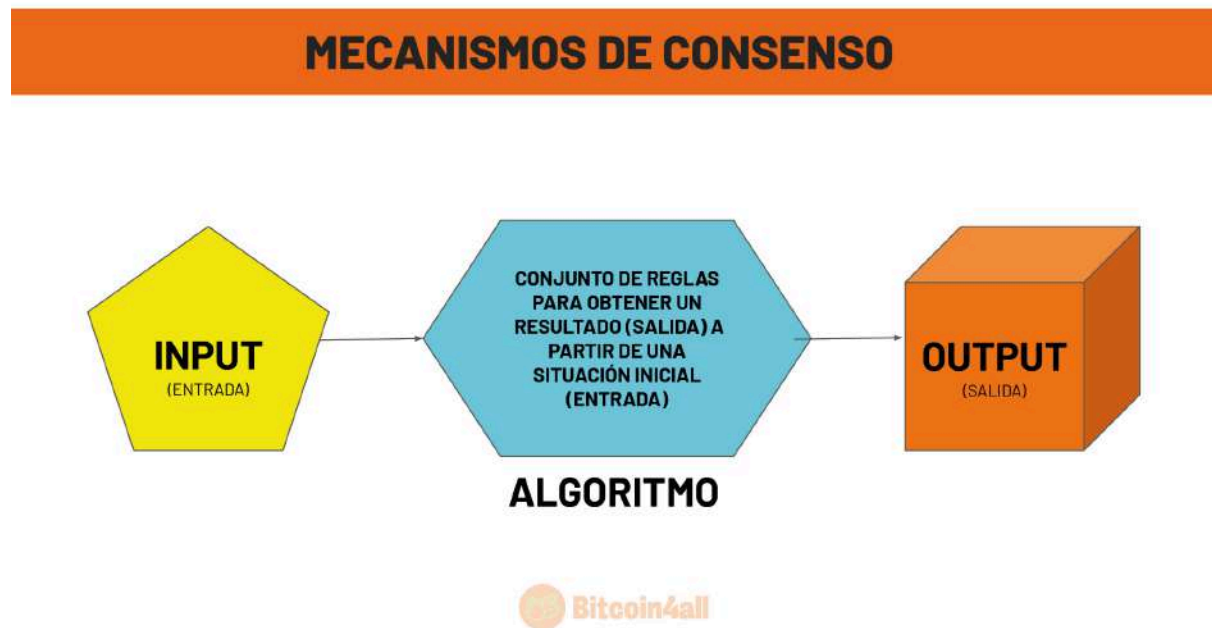 MECANISMOS DE CONSENSO
INPUT
(ENTRADA)
CONJUNTO DE REGLAS
PARA OBTENER UN
RESULTADO (SALIDA) A
PARTIR DE UNA
SITUACIÓN INICIAL
(ENTRADA)
ALGORITMO
OUTPUT
(SALIDA)
Bitcoin4all